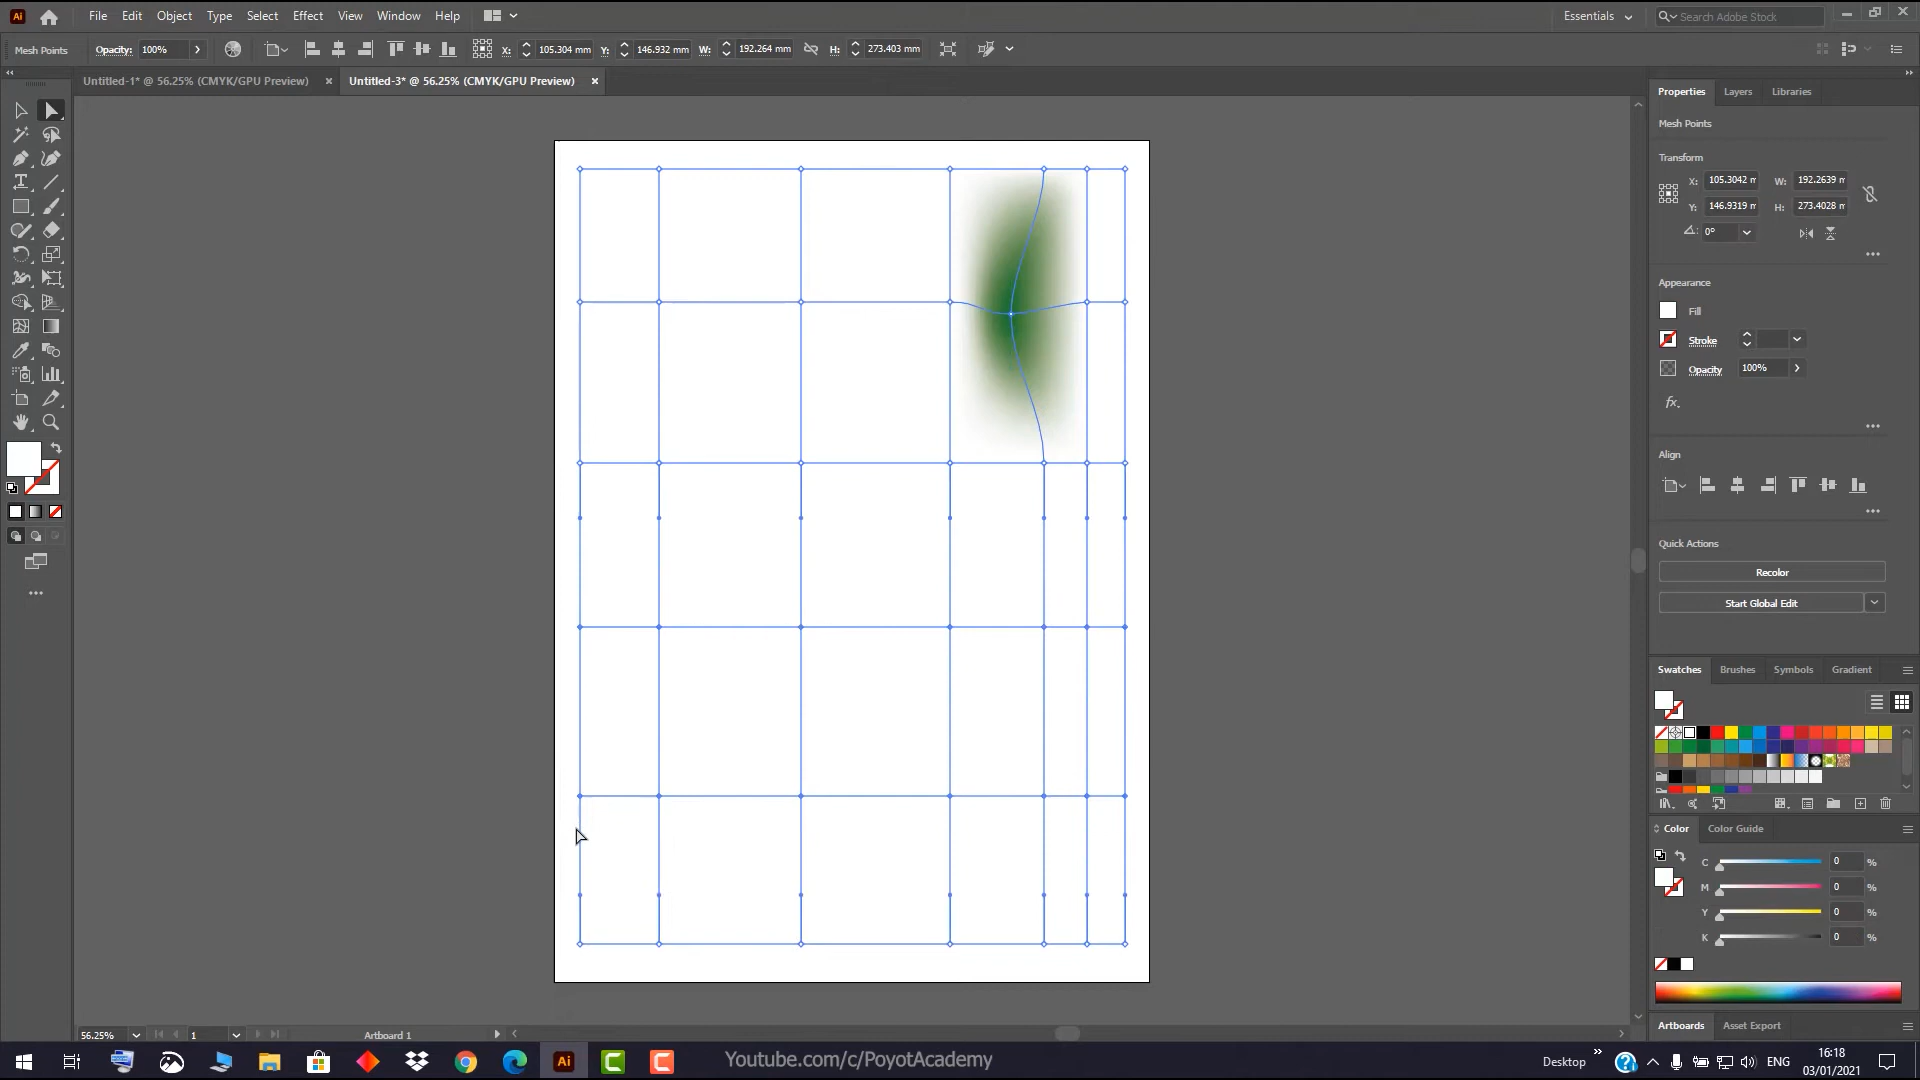 Ai File Edit Object Type Select Effect View Window Help Essentials Search Adobe Stock
Mesh Points Opacity: 100% X: 105.304 mm Y: 146.932 mm W: 192.264 mm H: 273.403 mm
Untitled-1* @ 56.25% (CMYK/GPU Preview) Untitled-3* @ 56.25% (CMYK/GPU Preview)
Properties Layers Libraries
Mesh Points
Transform
X: 105.3042 m W: 192.2639 m
Y: 146.9319 m H: 273.4028 m
0°
Appearance
Fill
Stroke
Opacity 100%
fx.
Align
Quick Actions
Recolor
Start Global Edit
Swatches Brushes Symbols Gradient
Color Color Guide
C 0 %
M 0 %
Y 0 %
K 0 %
Artboards Asset Export
56.25% 1 Artboard 1
Ai C C Youtube.com/c/PoyotAcademy Desktop ENG 16:18
03/01/2021